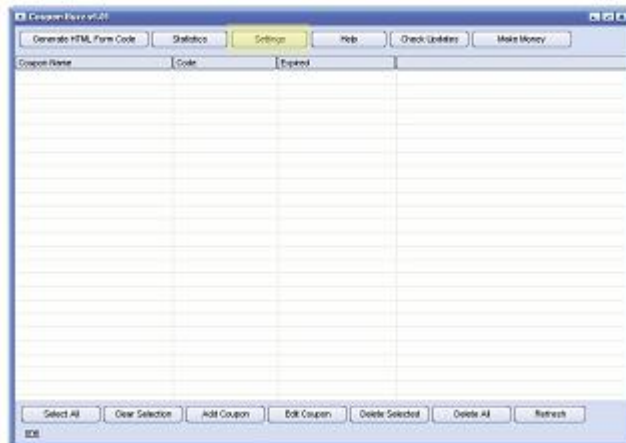 Coupon Buzz v1.01
Generate HTML Form Code Statistics Settings Help Check Updates Make Money
Coupon Name Code Expired
Select All Clear Selection Add Coupon Edit Coupon Delete Selected Delete All Refresh